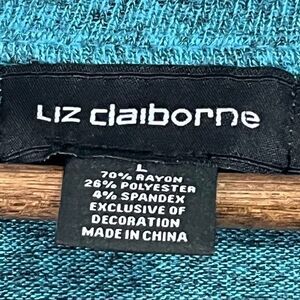 LIZ claiborne
L
70% RAYON
26% POLYESTER
4% SPANDEX
EXCLUSIVE OF
DECORATION
MADE IN CHINA